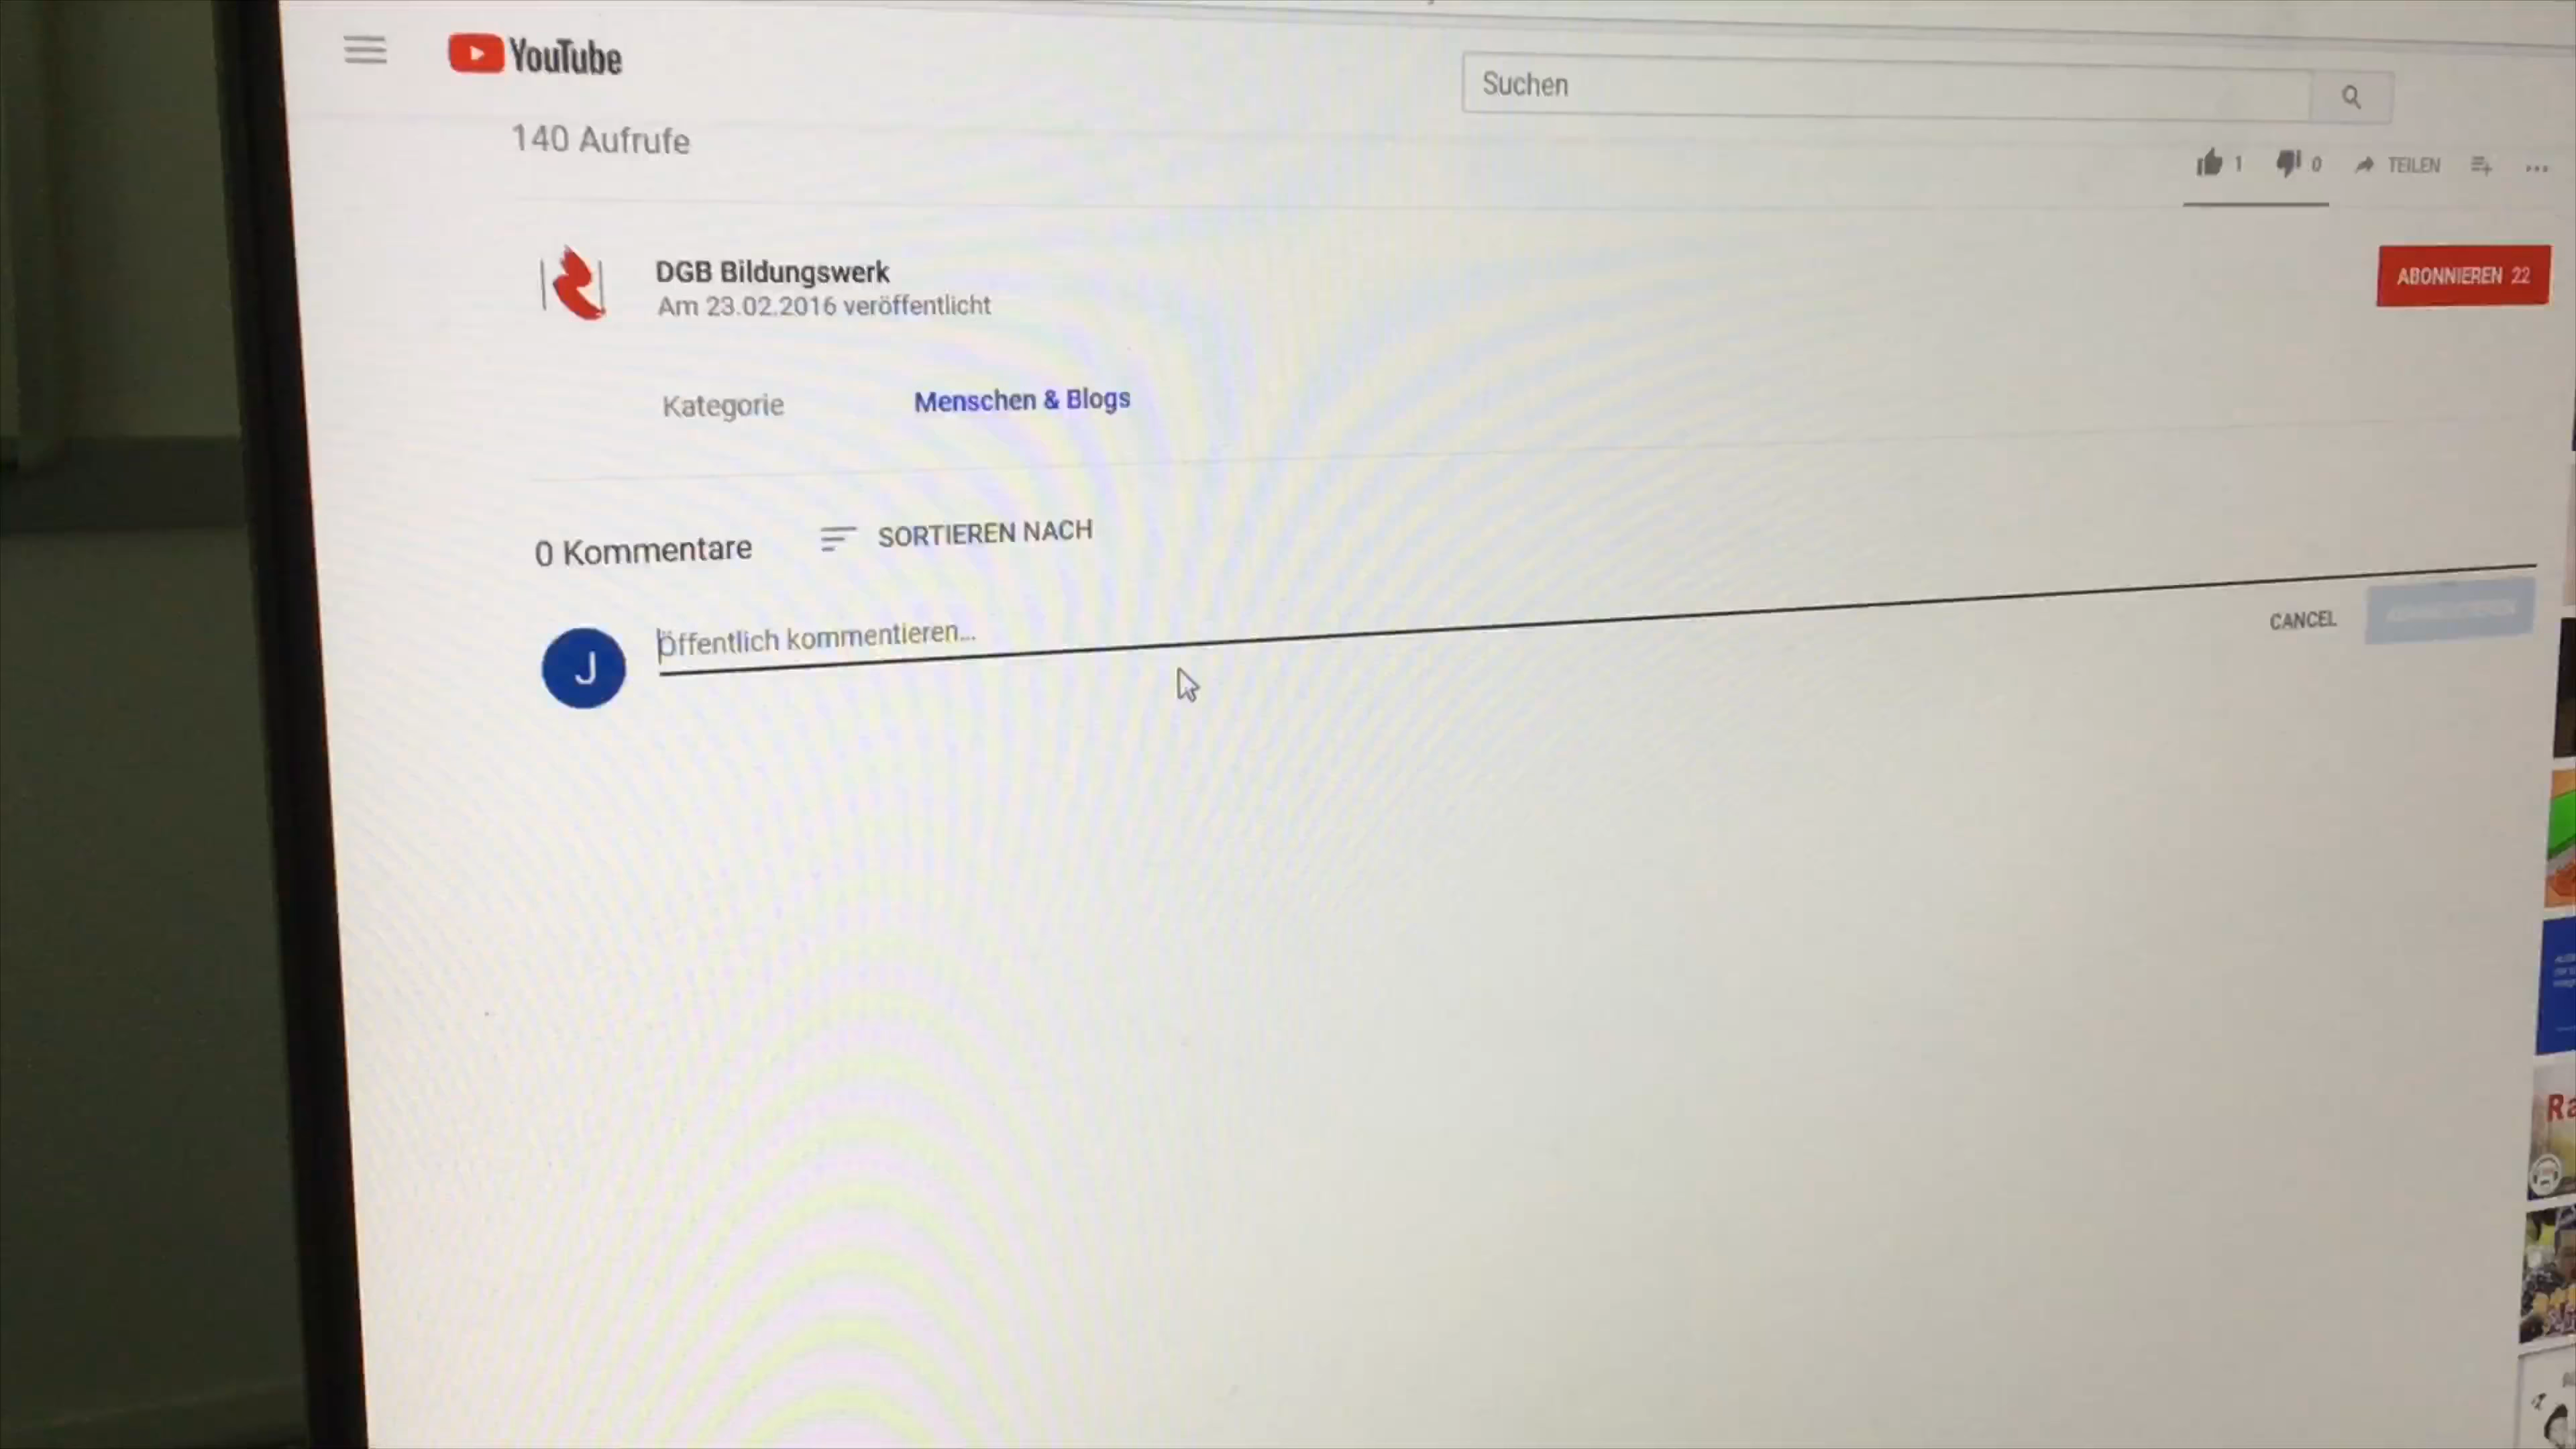 YouTube
Suchen
140 Aufrufe
1 0 TEILEN
DGB Bildungswerk
Am 23.02.2016 veröffentlicht
ABONNIEREN 22
Kategorie Menschen & Blogs
0 Kommentare SORTIEREN NACH
J öffentlich kommentieren...
CANCEL
Ra